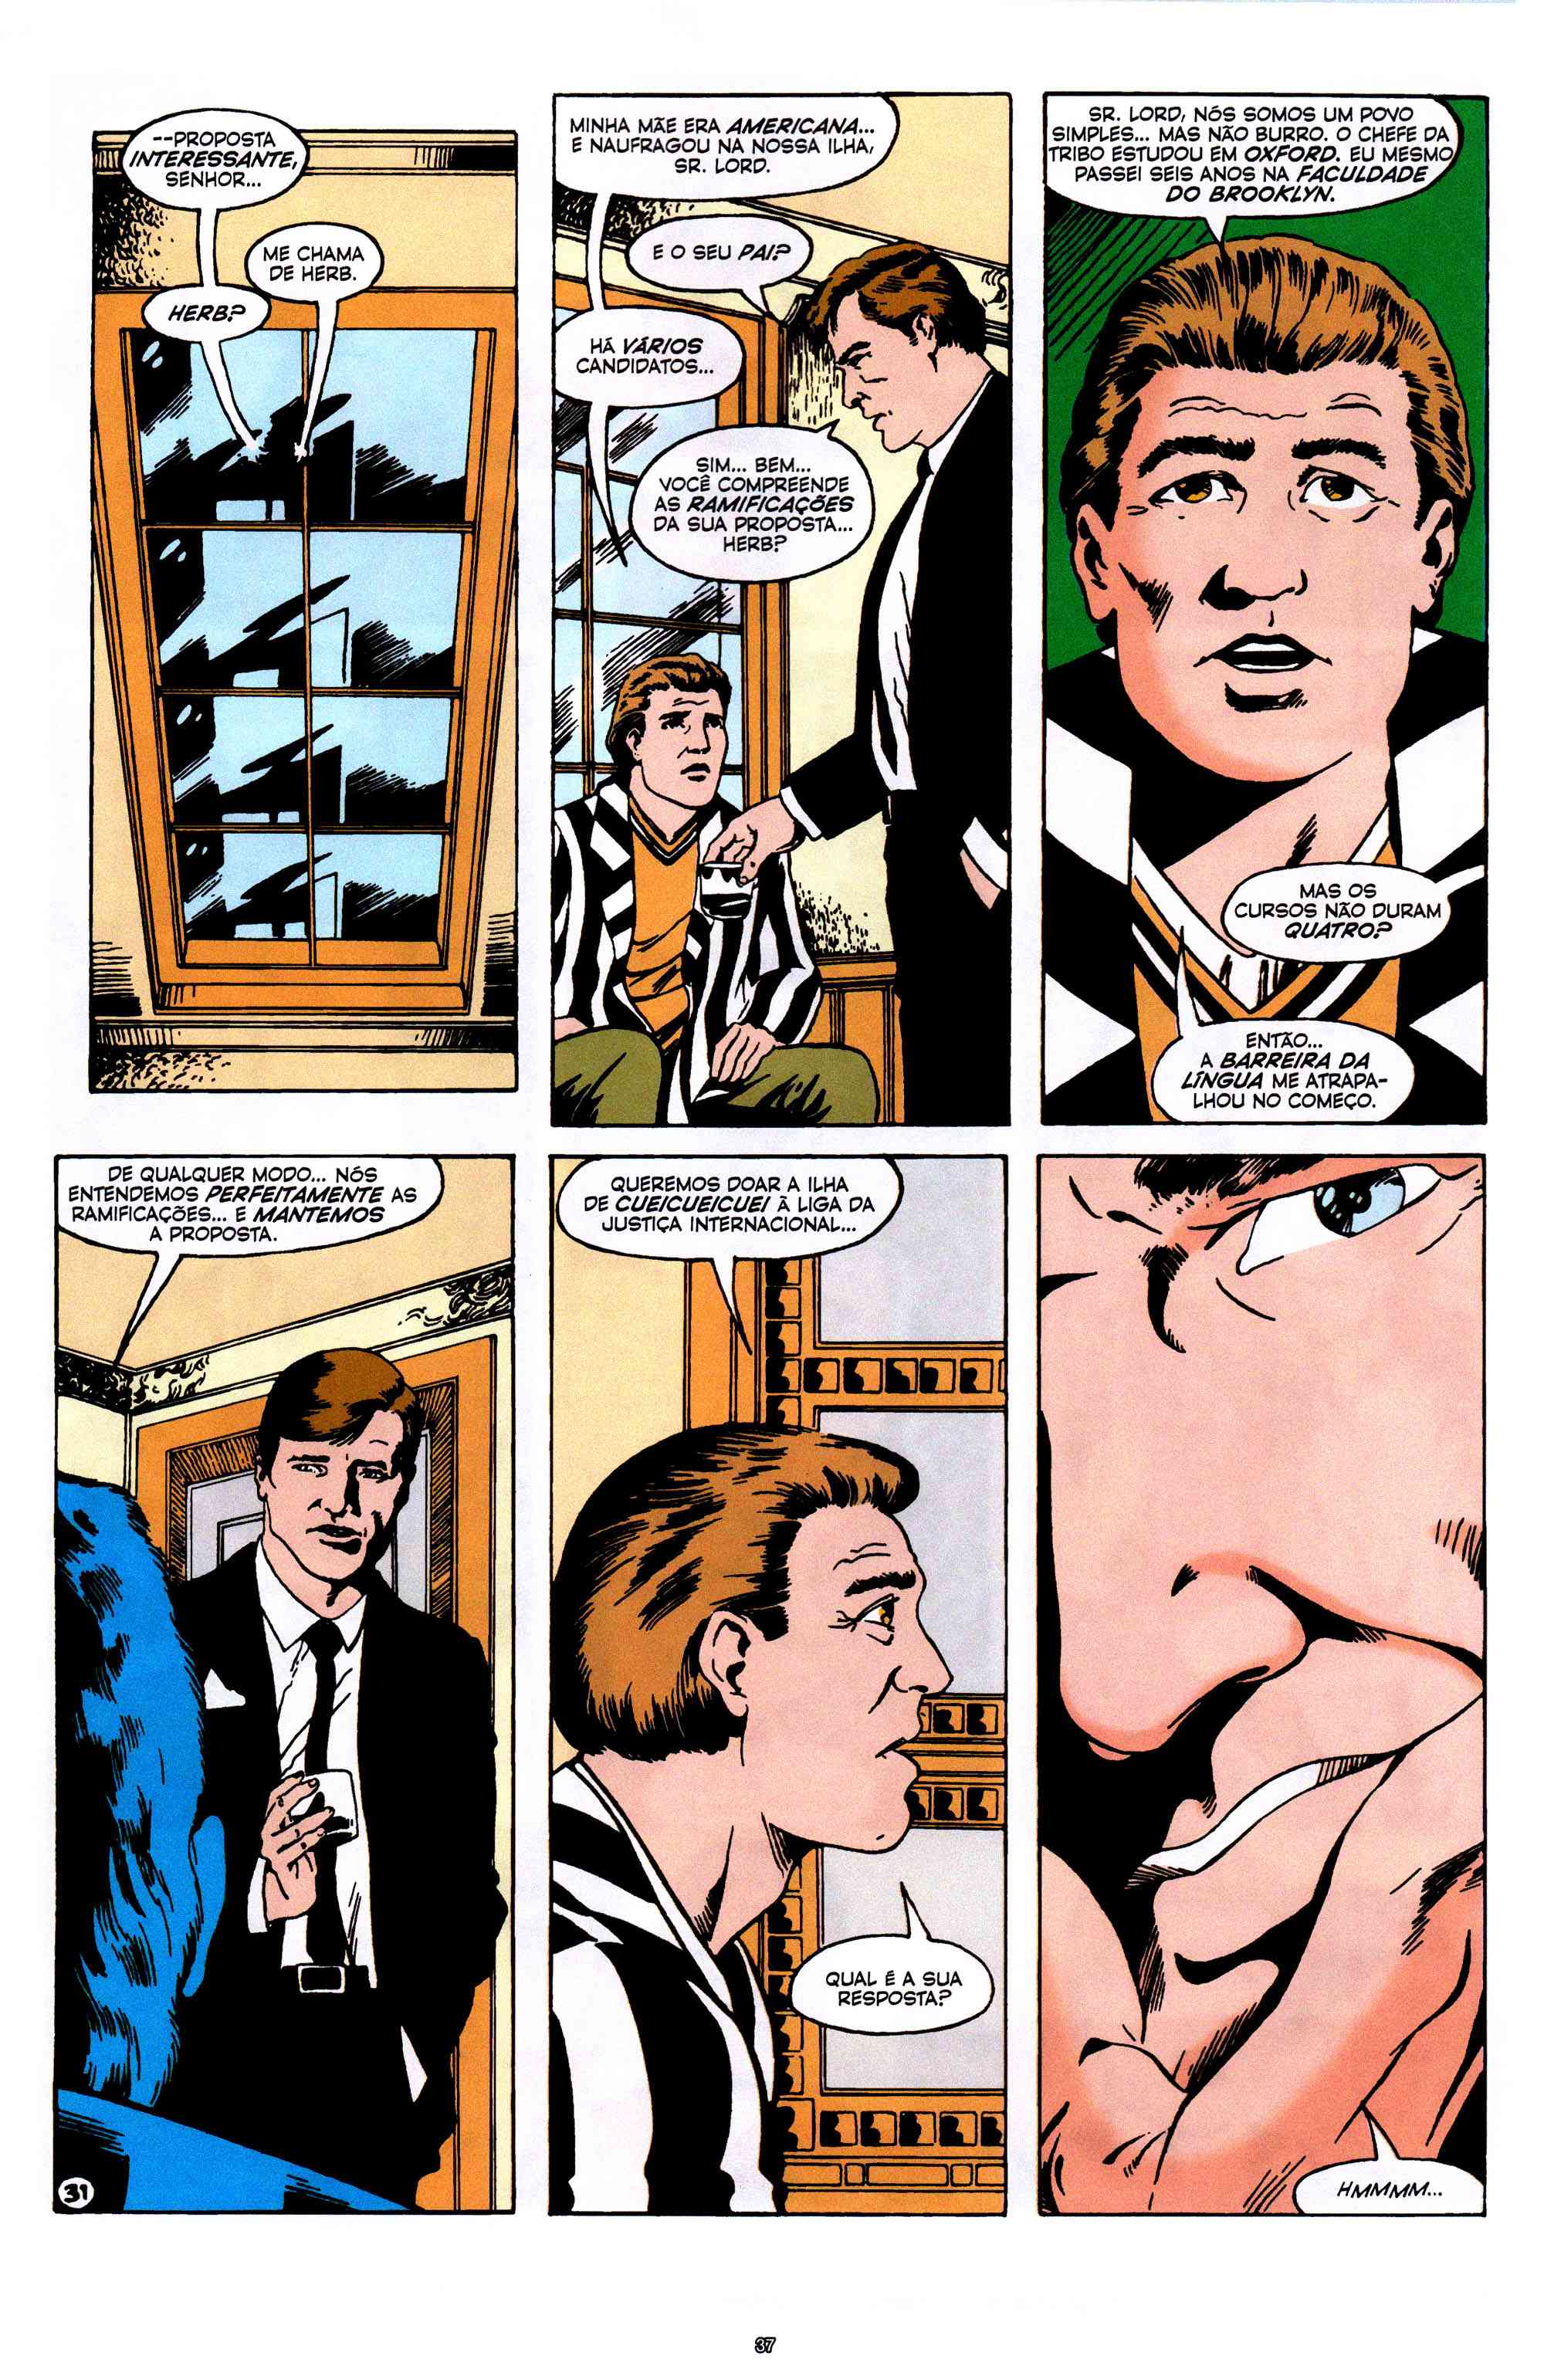 --PROPOSTA
INTERESSANTE,
SENHOR...
ME CHAMA
DE HERB.
HERB?
MINHA MÃE ERA AMERICANA...
E NAUFRAGOU NA NOSSA ILHA,
SR. LORD.
E O SEU PAI?
HÁ VÁRIOS
CANDIDATOS...
SIM... BEM...
VOCÊ COMPREENDE
AS RAMIFICAÇÕES
DA SUA PROPOSTA...
HERB?
SR. LORD, NÓS SOMOS UM POVO
SIMPLES... MAS NÃO BURRO. O CHEFE DA
TRIBO ESTUDOU EM OXFORD. EU MESMO
PASSEI SEIS ANOS NA FACULDADE
DO BROOKLYN.
MAS OS
CURSOS NÃO DURAM
QUATRO?
ENTÃO...
A BARREIRA DA
LÍNGUA ME ATRAPA-
LHOU NO COMEÇO.
DE QUALQUER MODO... NÓS
ENTENDEMOS PERFEITAMENTE AS
RAMIFICAÇÕES... E MANTEMOS
A PROPOSTA.
31
QUEREMOS DOAR A ILHA
DE CUEICUEICUEI À LIGA DA
JUSTIÇA INTERNACIONAL...
QUAL É A SUA
RESPOSTA?
HMMMM...
37